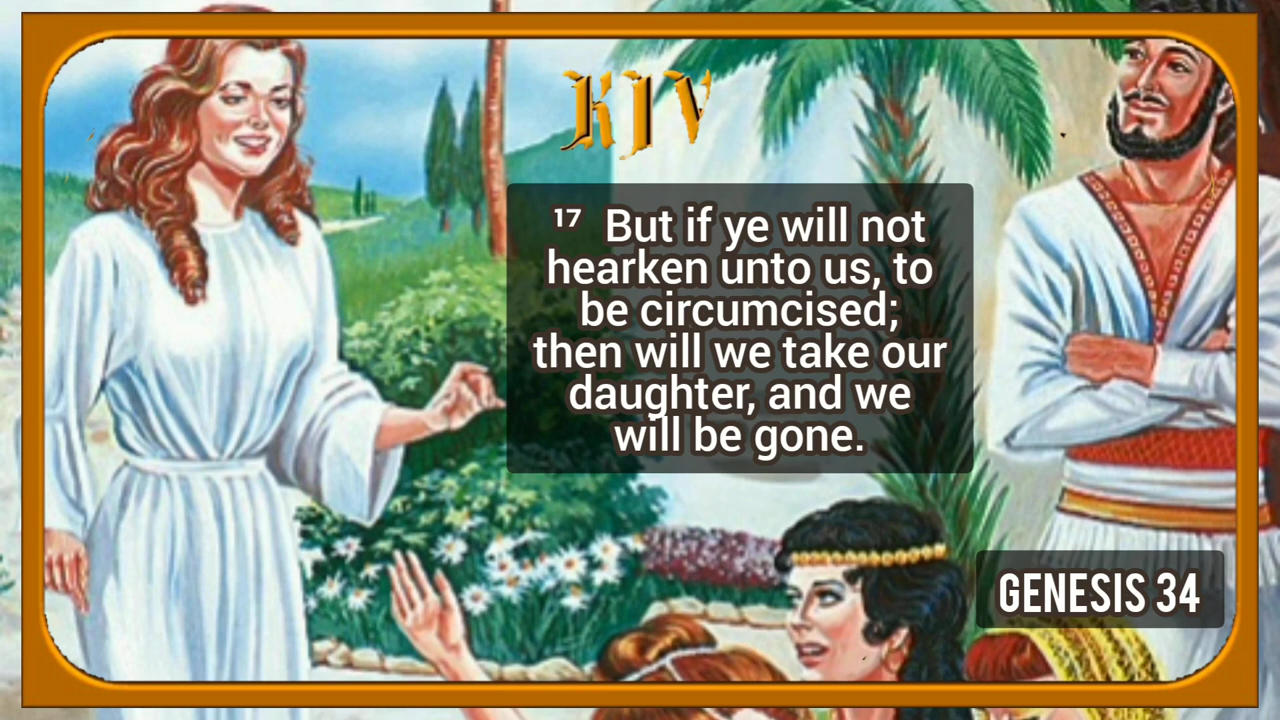 KJV
¹⁷ But if ye will not
hearken unto us, to
be circumcised;
then will we take our
daughter, and we
will be gone.
GENESIS 34